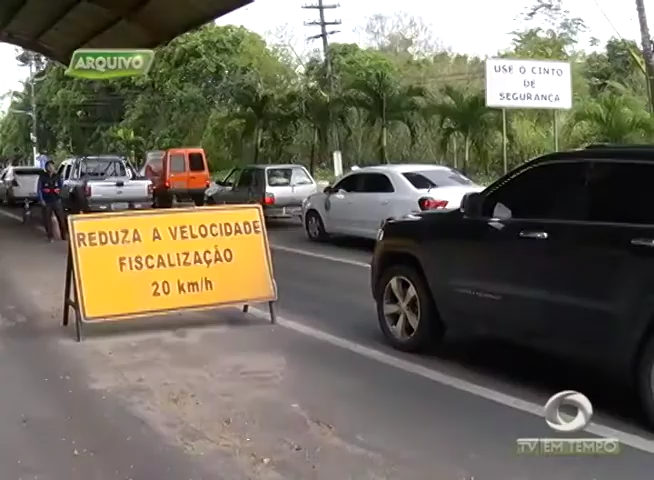 ARQUIVO
USE O CINTO
DE
SEGURANÇA
REDUZA A VELOCIDADE
FISCALIZAÇÃO
20 km/h
TV EM TEMPO